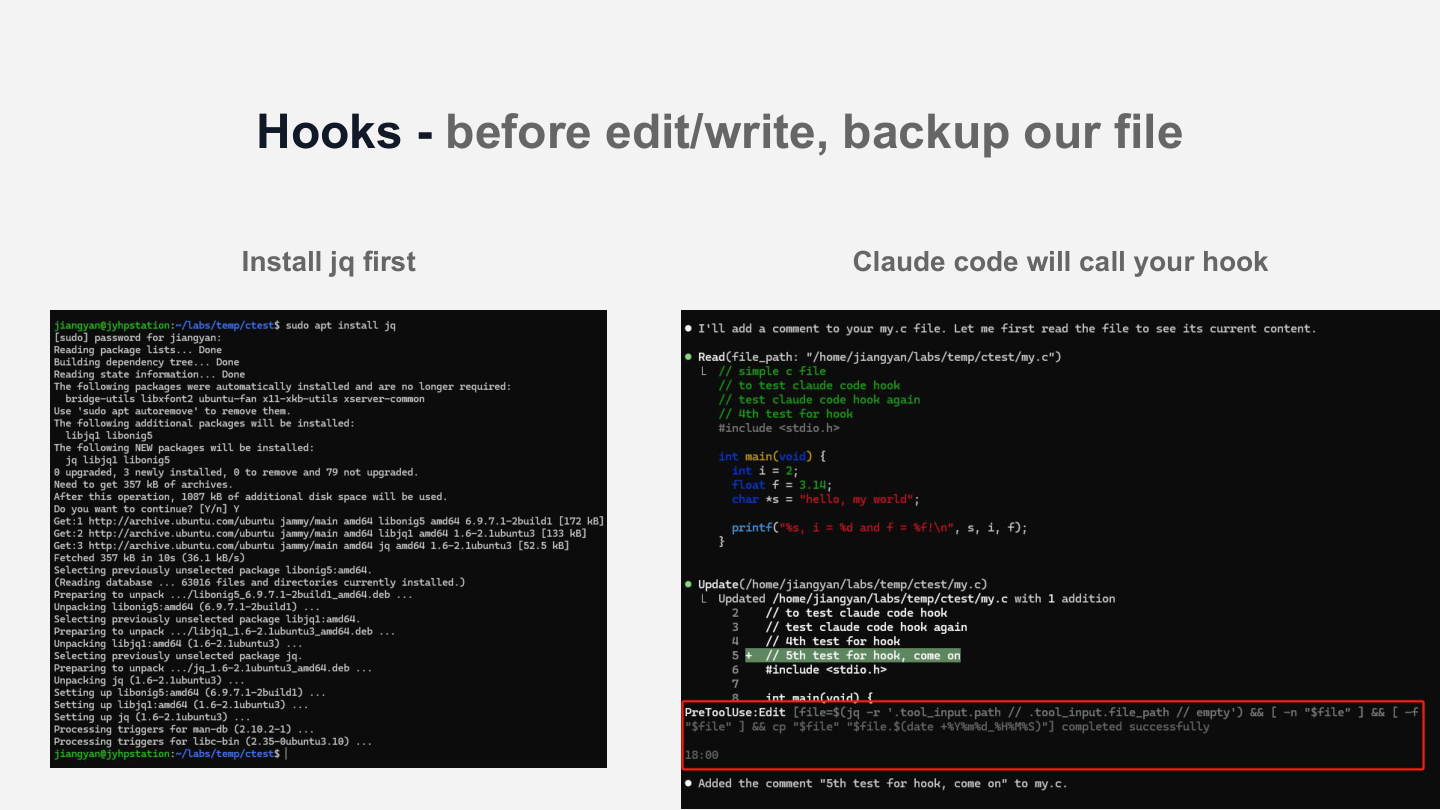 Hooks - before edit/write, backup our file
Install jq first
jiangyan@jyhpstation:~/labs/temp/ctest$ sudo apt install jq
[sudo] password for jiangyan:
Reading package lists... Done
Building dependency tree... Done
Reading state information... Done
The following packages were automatically installed and are no longer required:
  bridge-utils libxfont2 ubuntu-fan x11-xkb-utils xserver-common
Use 'sudo apt autoremove' to remove them.
The following additional packages will be installed:
  libjq1 libonig5
The following NEW packages will be installed:
  jq libjq1 libonig5
0 upgraded, 3 newly installed, 0 to remove and 79 not upgraded.
Need to get 357 kB of archives.
After this operation, 1087 kB of additional disk space will be used.
Do you want to continue? [Y/n] Y
Get:1 http://archive.ubuntu.com/ubuntu jammy/main amd64 libonig5 amd64 6.9.7.1-2build1 [172 kB]
Get:2 http://archive.ubuntu.com/ubuntu jammy/main amd64 libjq1 amd64 1.6-2.1ubuntu3 [133 kB]
Get:3 http://archive.ubuntu.com/ubuntu jammy/main amd64 jq amd64 1.6-2.1ubuntu3 [52.5 kB]
Fetched 357 kB in 10s (36.1 kB/s)
Selecting previously unselected package libonig5:amd64.
(Reading database ... 63016 files and directories currently installed.)
Preparing to unpack .../libonig5_6.9.7.1-2build1_amd64.deb ...
Unpacking libonig5:amd64 (6.9.7.1-2build1) ...
Selecting previously unselected package libjq1:amd64.
Preparing to unpack .../libjq1_1.6-2.1ubuntu3_amd64.deb ...
Unpacking libjq1:amd64 (1.6-2.1ubuntu3) ...
Selecting previously unselected package jq.
Preparing to unpack .../jq_1.6-2.1ubuntu3_amd64.deb ...
Unpacking jq (1.6-2.1ubuntu3) ...
Setting up libonig5:amd64 (6.9.7.1-2build1) ...
Setting up libjq1:amd64 (1.6-2.1ubuntu3) ...
Setting up jq (1.6-2.1ubuntu3) ...
Processing triggers for man-db (2.10.2-1) ...
Processing triggers for libc-bin (2.35-0ubuntu3.10) ...
jiangyan@jyhpstation:~/labs/temp/ctest$
Claude code will call your hook
● I'll add a comment to your my.c file. Let me first read the file to see its current content.
● Read(file_path: "/home/jiangyan/labs/temp/ctest/my.c")
  └ // simple c file
    // to test claude code hook
    // test claude code hook again
    // 4th test for hook
    #include <stdio.h>
    int main(void) {
      int i = 2;
      float f = 3.14;
      char *s = "hello, my world";
      printf("%s, i = %d and f = %f!\n", s, i, f);
    }
● Update(/home/jiangyan/labs/temp/ctest/my.c)
  └ Updated /home/jiangyan/labs/temp/ctest/my.c with 1 addition
    2    // to test claude code hook
    3    // test claude code hook again
    4    // 4th test for hook
    5 +  // 5th test for hook, come on
    6    #include <stdio.h>
    7
    8    int main(void) {
PreToolUse:Edit [file=$(jq -r '.tool_input.path // .tool_input.file_path // empty') && [ -n "$file" ] && [ -f
"$file" ] && cp "$file" "$file.$(date +%Y%m%d_%H%M%S)"] completed successfully
18:00
● Added the comment "5th test for hook, come on" to my.c.